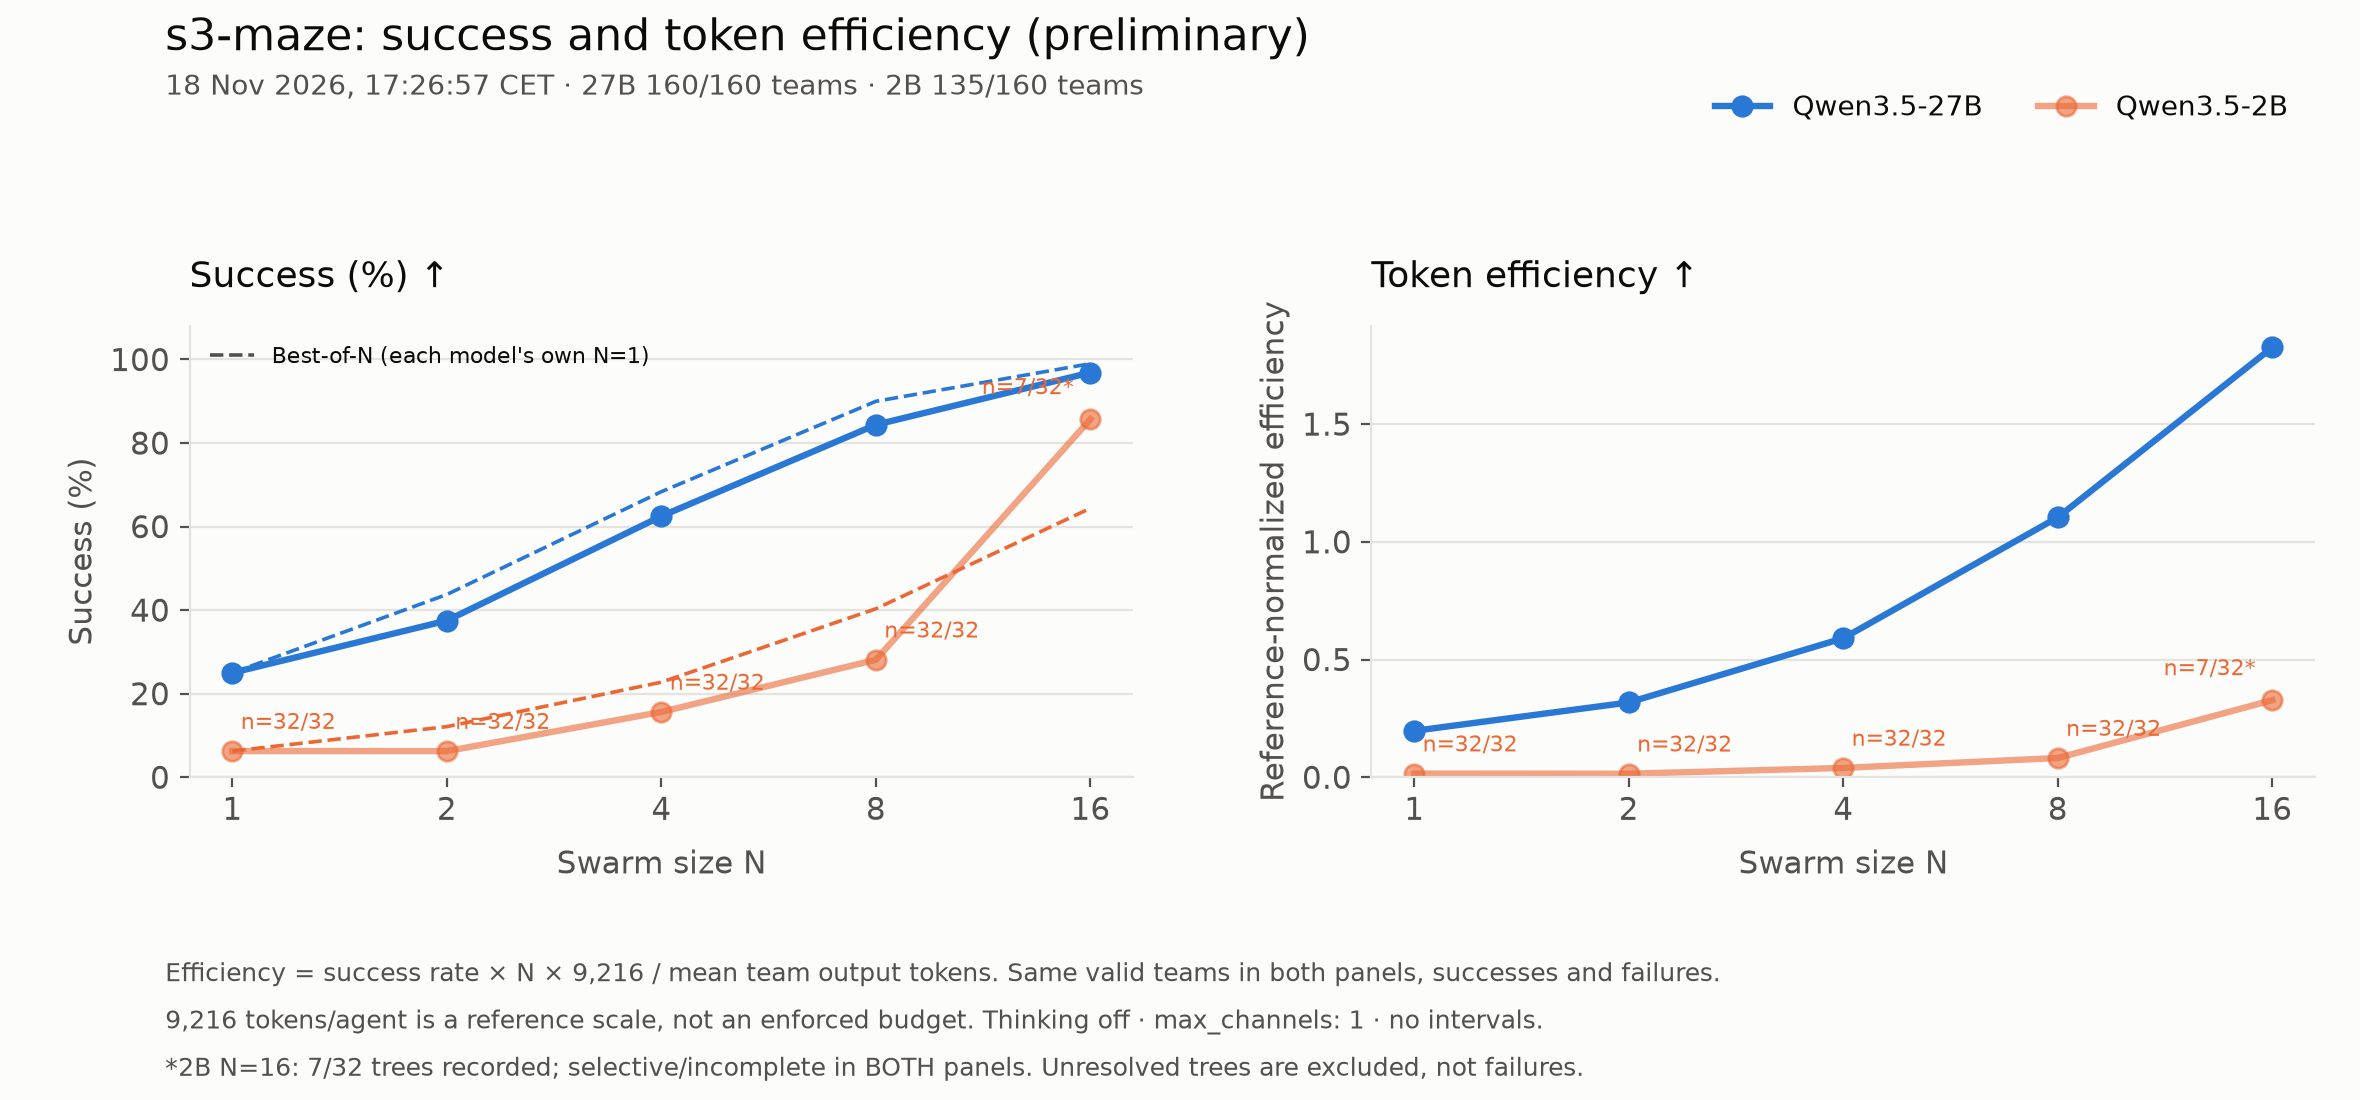 s3-maze: success and token efficiency (preliminary)
18 Nov 2026, 17:26:57 CET · 27B 160/160 teams · 2B 135/160 teams
Qwen3.5-27B
Qwen3.5-2B
Success (%) ↑
Best-of-N (each model's own N=1)
Success (%)
100
80
60
40
20
0
n=32/32
n=32/32
n=32/32
n=32/32
n=7/32*
1
2
4
8
16
Swarm size N
Token efficiency ↑
Reference-normalized efficiency
1.5
1.0
0.5
0.0
n=32/32
n=32/32
n=32/32
n=32/32
n=7/32*
1
2
4
8
16
Swarm size N
Efficiency = success rate × N × 9,216 / mean team output tokens. Same valid teams in both panels, successes and failures.
9,216 tokens/agent is a reference scale, not an enforced budget. Thinking off · max_channels: 1 · no intervals.
*2B N=16: 7/32 trees recorded; selective/incomplete in BOTH panels. Unresolved trees are excluded, not failures.